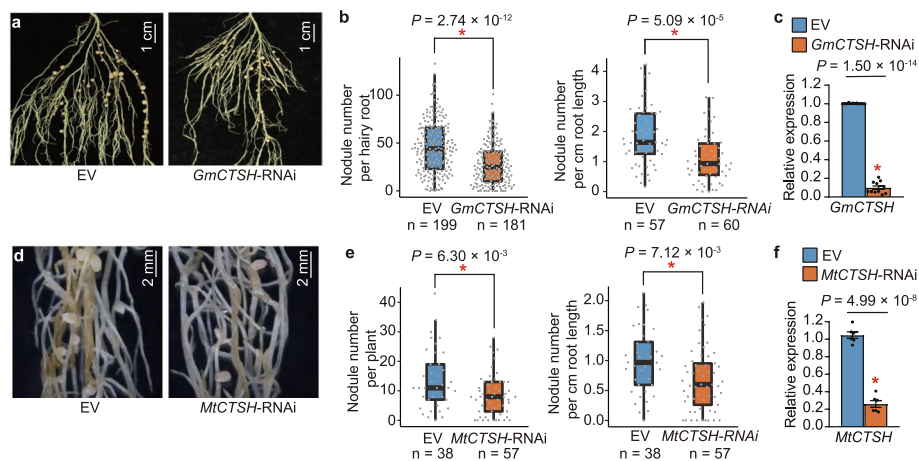 a
1 cm
1 cm
EV
GmCTSH-RNAi
b
P = 2.74 × 10-12
*
Nodule number
per hairy root
100
50
0
EV GmCTSH-RNAi
n = 199 n = 181
P = 5.09 × 10-5
*
Nodule number
per cm root length
4
3
2
1
0
EV GmCTSH-RNAi
n = 57 n = 60
c
EV
GmCTSH-RNAi
P = 1.50 × 10-14
Relative expression
1.2
1.0
0.8
0.6
0.4
0.2
0.0
*
GmCTSH
d
2 mm
2 mm
EV
MtCTSH-RNAi
e
P = 6.30 × 10-3
*
Nodule number
per plant
40
30
20
10
0
EV MtCTSH-RNAi
n = 38 n = 57
P = 7.12 × 10-3
*
Nodule number
per cm root length
2.0
1.5
1.0
0.5
0.0
EV MtCTSH-RNAi
n = 38 n = 57
f
EV
MtCTSH-RNAi
P = 4.99 × 10-8
Relative expression
1.2
1.0
0.8
0.6
0.4
0.2
0
*
MtCTSH